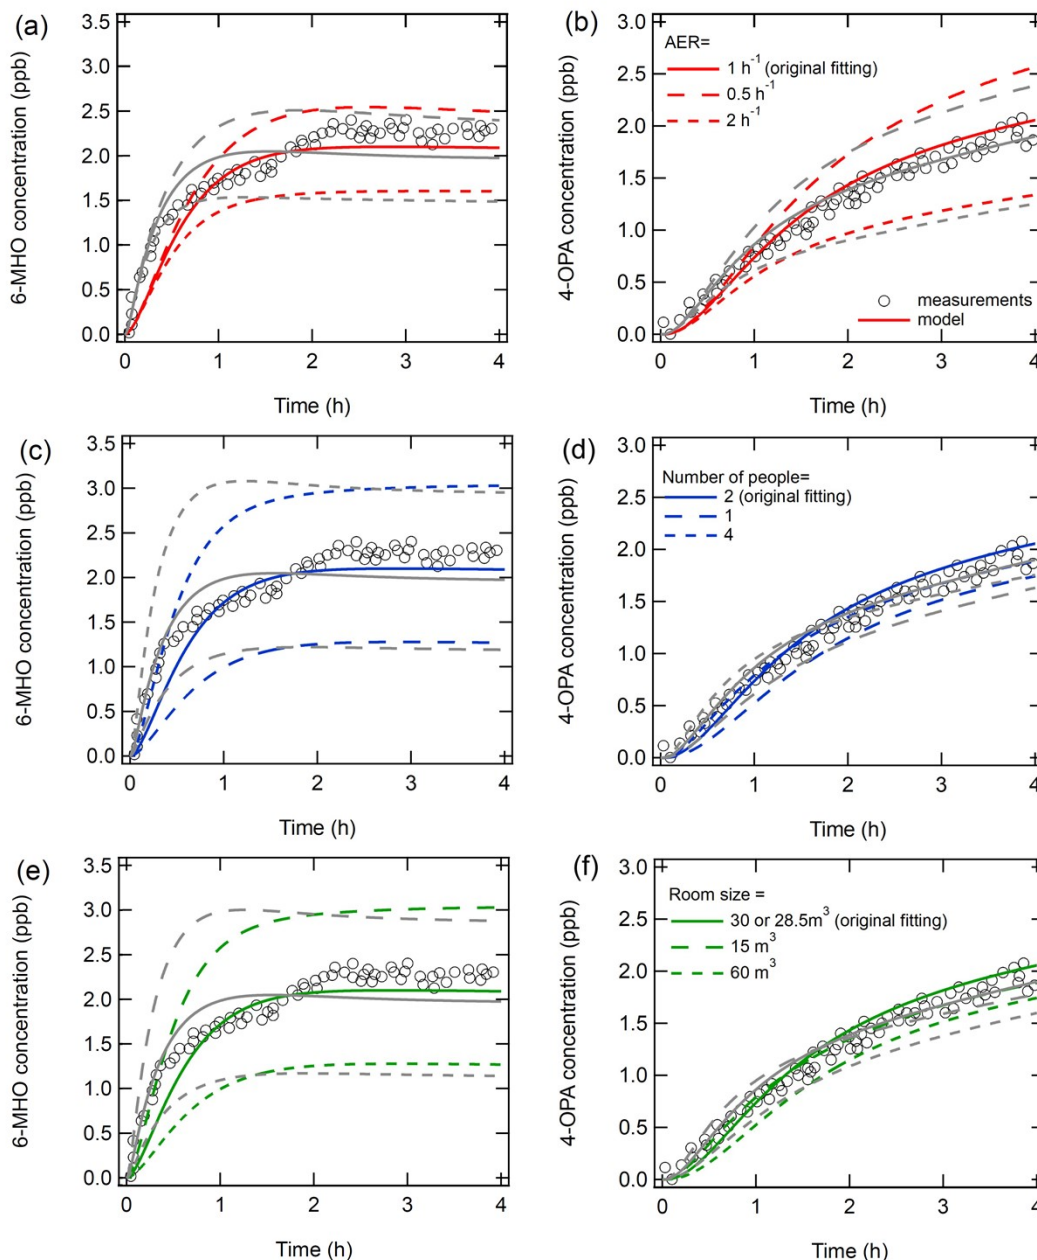 (a)
6-MHO concentration (ppb)
3.5
3.0
2.5
2.0
1.5
1.0
0.5
0.0
0 1 2 3 4
Time (h)
(b)
4-OPA concentration (ppb)
3.0
2.5
2.0
1.5
1.0
0.5
0.0
AER=
1 h⁻¹ (original fitting)
0.5 h⁻¹
2 h⁻¹
measurements
model
0 1 2 3 4
Time (h)
(c)
6-MHO concentration (ppb)
3.5
3.0
2.5
2.0
1.5
1.0
0.5
0.0
0 1 2 3 4
Time (h)
(d)
4-OPA concentration (ppb)
3.0
2.5
2.0
1.5
1.0
0.5
0.0
Number of people=
2 (original fitting)
1
4
0 1 2 3 4
Time (h)
(e)
6-MHO concentration (ppb)
3.5
3.0
2.5
2.0
1.5
1.0
0.5
0.0
0 1 2 3 4
Time (h)
(f)
4-OPA concentration (ppb)
3.0
2.5
2.0
1.5
1.0
0.5
0.0
Room size =
30 or 28.5m³ (original fitting)
15 m³
60 m³
0 1 2 3 4
Time (h)